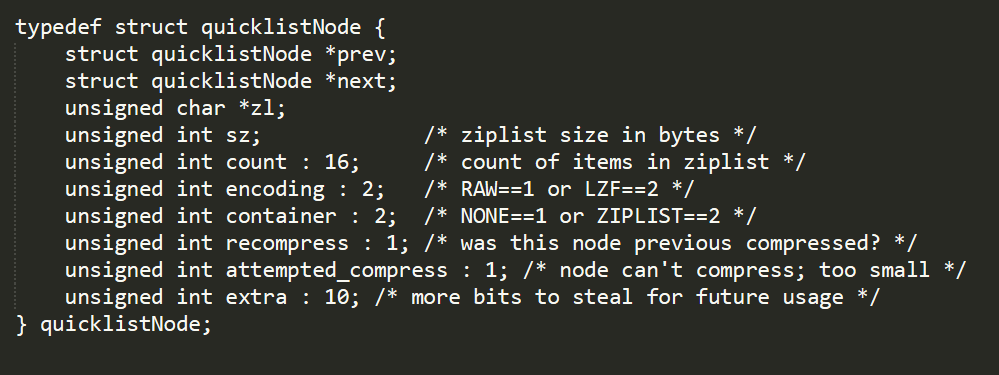 typedef struct quicklistNode {
    struct quicklistNode *prev;
    struct quicklistNode *next;
    unsigned char *zl;
    unsigned int sz;             /* ziplist size in bytes */
    unsigned int count : 16;     /* count of items in ziplist */
    unsigned int encoding : 2;   /* RAW==1 or LZF==2 */
    unsigned int container : 2;  /* NONE==1 or ZIPLIST==2 */
    unsigned int recompress : 1; /* was this node previous compressed? */
    unsigned int attempted_compress : 1; /* node can't compress; too small */
    unsigned int extra : 10; /* more bits to steal for future usage */
} quicklistNode;